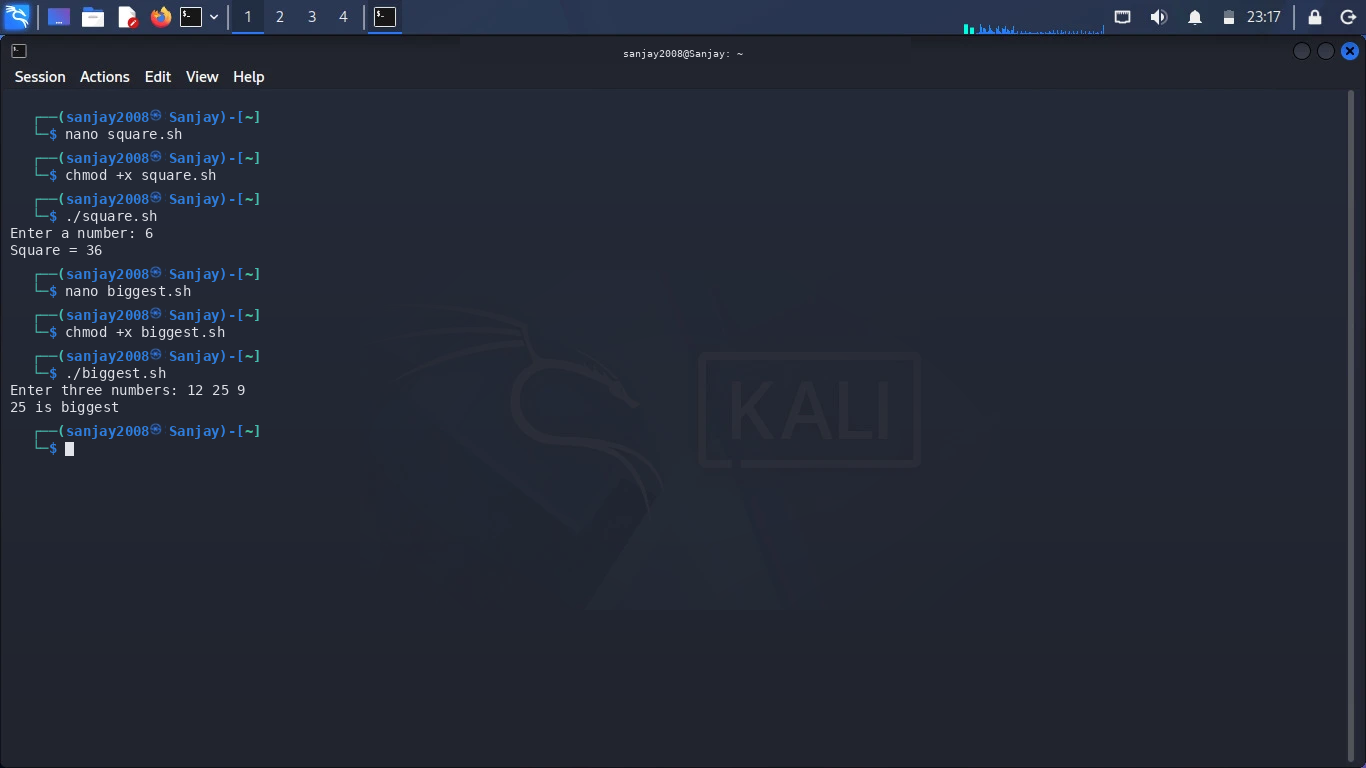 1 2 3 4 23:17
sanjay2008@Sanjay: ~
Session Actions Edit View Help
┌──(sanjay2008㉿ Sanjay)-[~]
└─$ nano square.sh
┌──(sanjay2008㉿ Sanjay)-[~]
└─$ chmod +x square.sh
┌──(sanjay2008㉿ Sanjay)-[~]
└─$ ./square.sh
Enter a number: 6
Square = 36
┌──(sanjay2008㉿ Sanjay)-[~]
└─$ nano biggest.sh
┌──(sanjay2008㉿ Sanjay)-[~]
└─$ chmod +x biggest.sh
┌──(sanjay2008㉿ Sanjay)-[~]
└─$ ./biggest.sh
Enter three numbers: 12 25 9
25 is biggest
┌──(sanjay2008㉿ Sanjay)-[~]
└─$
KALI